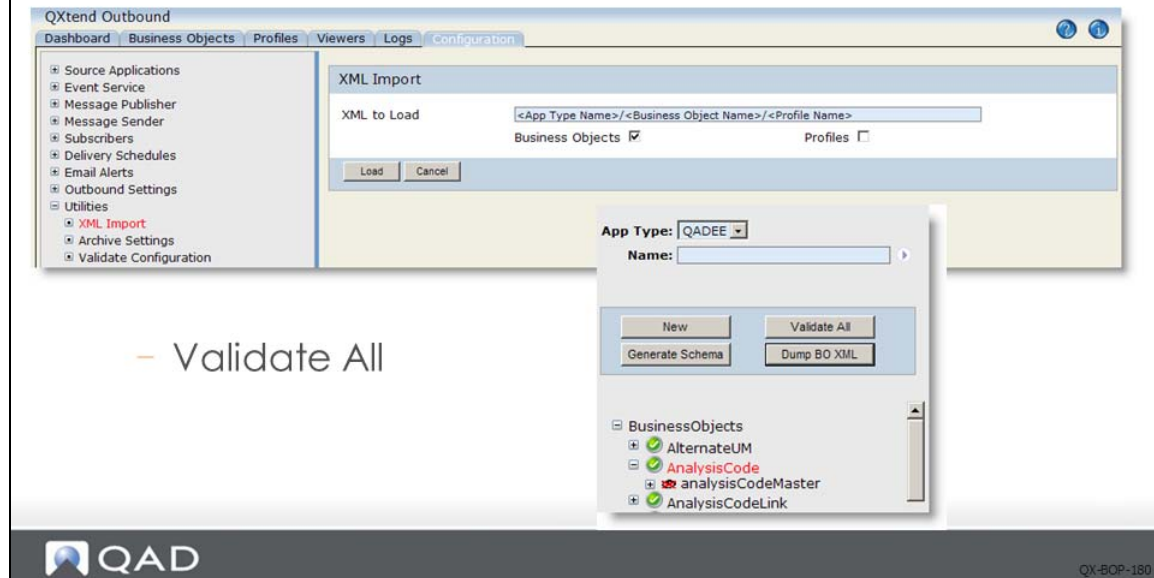 QXtend Outbound
Dashboard Business Objects Profiles Viewers Logs Configuration
Source Applications
Event Service
Message Publisher
Message Sender
Subscribers
Delivery Schedules
Email Alerts
Outbound Settings
Utilities
XML Import
Archive Settings
Validate Configuration
XML Import
XML to Load <App Type Name>/<Business Object Name>/<Profile Name>
Business Objects Profiles
Load Cancel
App Type: QADEE
Name:
New Validate All
Generate Schema Dump BO XML
BusinessObjects
AlternateUM
AnalysisCode
analysisCodeMaster
AnalysisCodeLink
– Validate All
QAD
QX-BOP-180